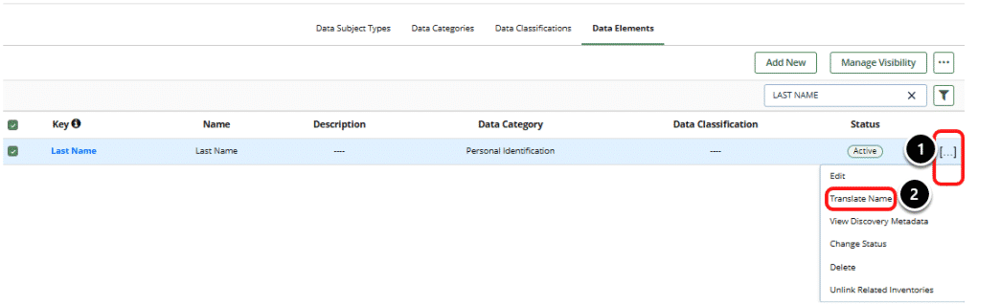 Data Subject Types Data Categories Data Classifications Data Elements
Add New Manage Visibility ...
LAST NAME X
Key Name Description Data Category Data Classification Status
Last Name Last Name ---- Personal Identification ---- Active 1 [...]
Edit
Translate Name 2
View Discovery Metadata
Change Status
Delete
Unlink Related Inventories